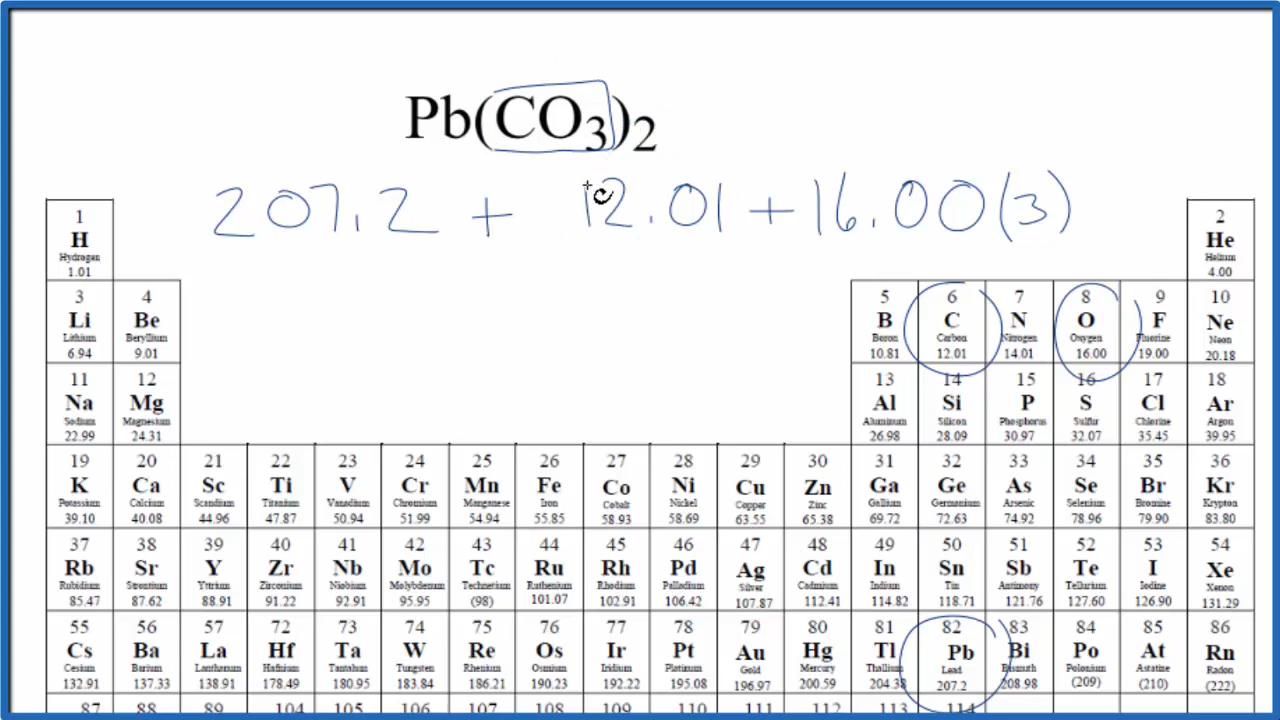 Pb(CO₃)₂
207.2 + 12.01 + 16.00(3)
1 2
H He
Hydrogen Helium
1.01 4.00
3 4 5 6 7 8 9 10
Li Be B C N O F Ne
Lithium Beryllium Boron Carbon Nitrogen Oxygen Fluorine Neon
6.94 9.01 10.81 12.01 14.01 16.00 19.00 20.18
11 12 13 14 15 16 17 18
Na Mg Al Si P S Cl Ar
Sodium Magnesium Aluminum Silicon Phosphorus Sulfur Chlorine Argon
22.99 24.31 26.98 28.09 30.97 32.07 35.45 39.95
19 20 21 22 23 24 25 26 27 28 29 30 31 32 33 34 35 36
K Ca Sc Ti V Cr Mn Fe Co Ni Cu Zn Ga Ge As Se Br Kr
Potassium Calcium Scandium Titanium Vanadium Chromium Manganese Iron Cobalt Nickel Copper Zinc Gallium Germanium Arsenic Selenium Bromine Krypton
39.10 40.08 44.96 47.87 50.94 51.99 54.94 55.85 58.93 58.69 63.55 65.38 69.72 72.63 74.92 78.96 79.90 83.80
37 38 39 40 41 42 43 44 45 46 47 48 49 50 51 52 53 54
Rb Sr Y Zr Nb Mo Tc Ru Rh Pd Ag Cd In Sn Sb Te I Xe
Rubidium Strontium Yttrium Zirconium Niobium Molybdenum Technetium Ruthenium Rhodium Palladium Silver Cadmium Indium Tin Antimony Tellurium Iodine Xenon
85.47 87.62 88.91 91.22 92.91 95.95 (98) 101.07 102.91 106.42 107.87 112.41 114.82 118.71 121.76 127.60 126.90 131.29
55 56 57 72 73 74 75 76 77 78 79 80 81 82 83 84 85 86
Cs Ba La Hf Ta W Re Os Ir Pt Au Hg Tl Pb Bi Po At Rn
Cesium Barium Lanthanum Hafnium Tantalum Tungsten Rhenium Osmium Iridium Platinum Gold Mercury Thallium Lead Bismuth Polonium Astatine Radon
132.91 137.33 138.91 178.49 180.95 183.84 186.21 190.23 192.22 195.08 196.97 200.59 204.38 207.2 208.98 (209) (210) (222)
87 88 89 104 105 106 107 108 109 110 111 112 113 114